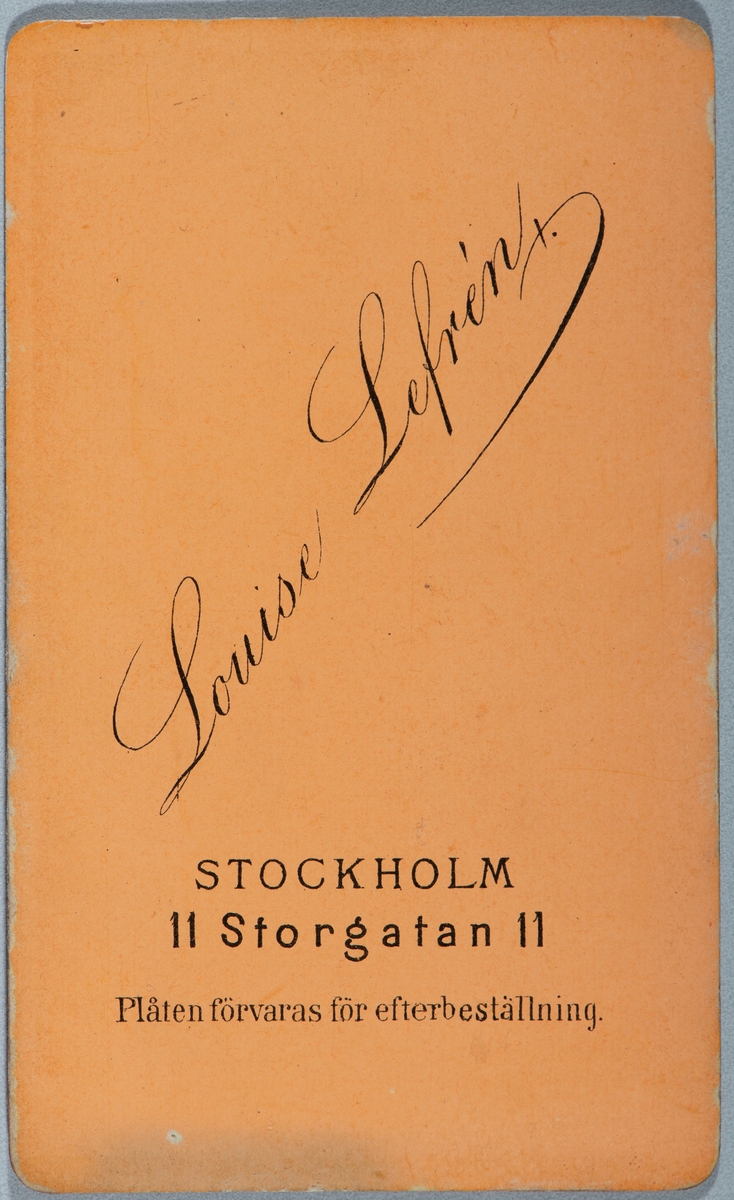 Louise Lefrén.
STOCKHOLM
11 Storgatan 11
Plåten förvaras för efterbeställning.